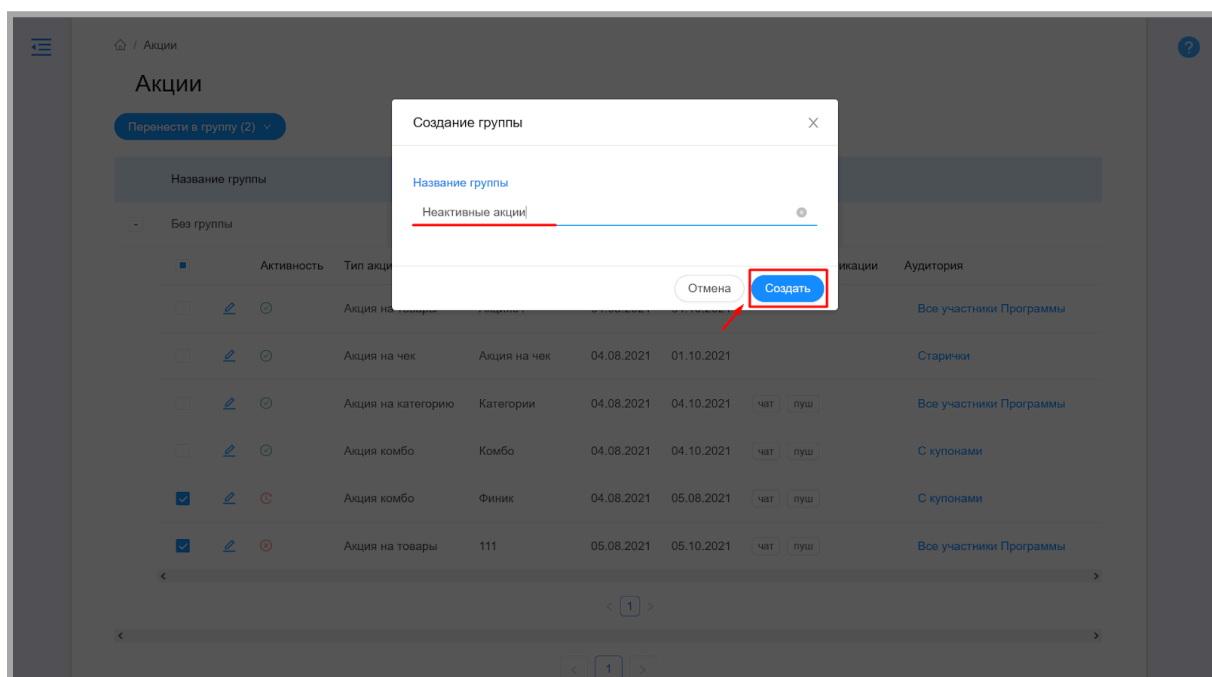 / Акции
?
Акции
Перенести в группу (2)
Создание группы
Название группы
Название группы
Неактивные акции
- Без группы
Активность Тип акци икации Аудитория
Отмена Создать
Акция на Все участники Программы
Акция на чек Акция на чек 04.08.2021 01.10.2021 Старички
Акция на категорию Категории 04.08.2021 04.10.2021 чат пуш Все участники Программы
Акция комбо Комбо 04.08.2021 04.10.2021 чат пуш С купонами
Акция комбо Финик 04.08.2021 05.08.2021 чат пуш С купонами
Акция на товары 111 05.08.2021 05.10.2021 чат пуш Все участники Программы
< 1 >
< 1 >